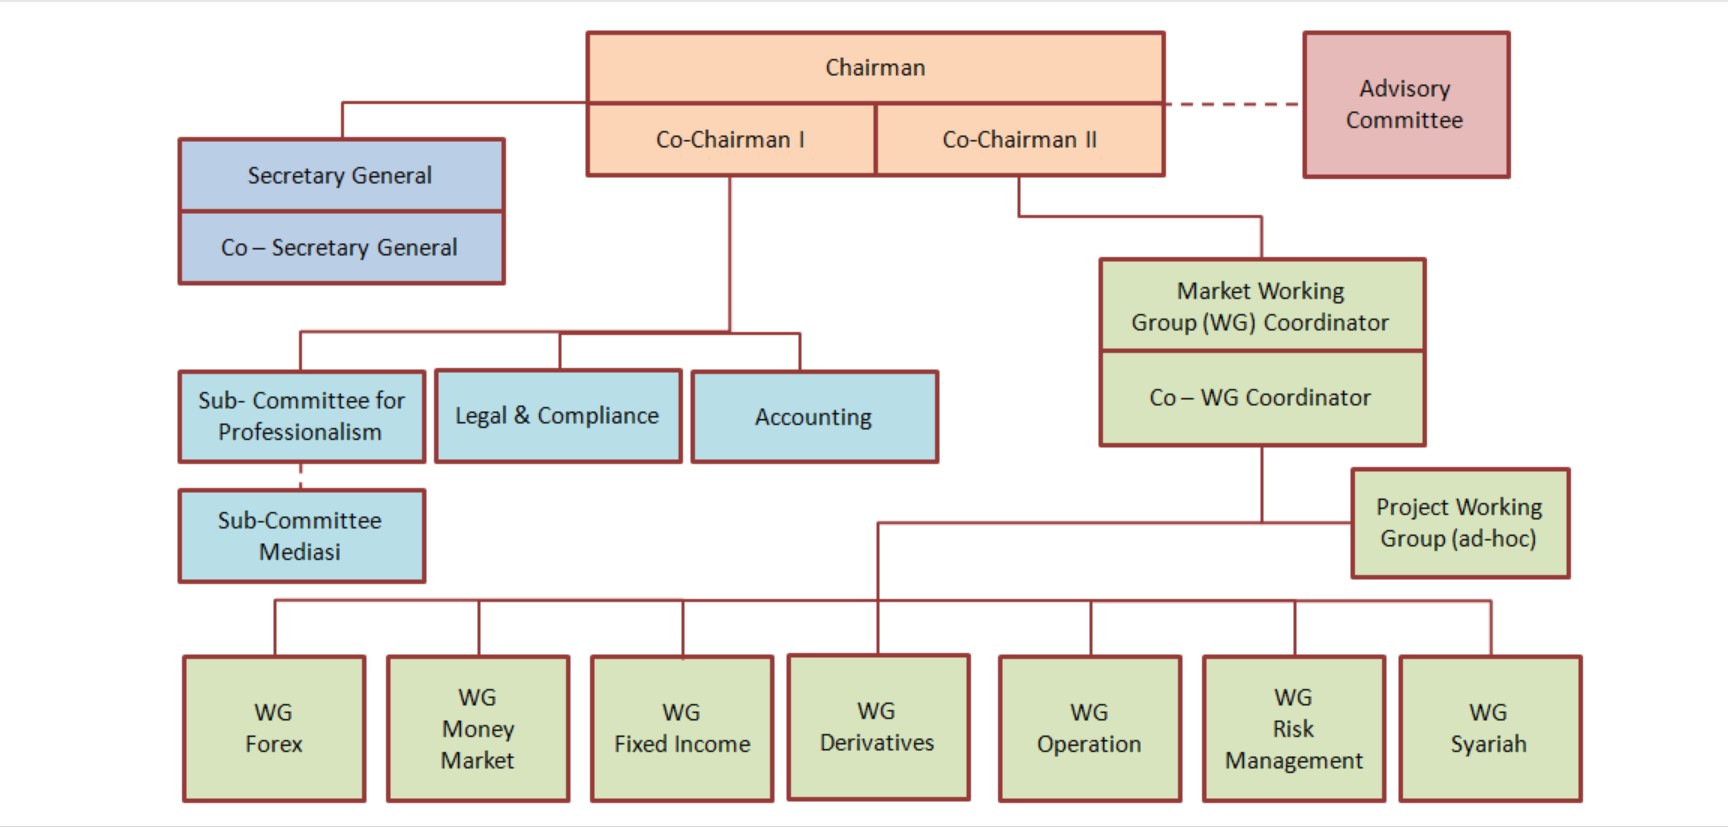 Chairman
Advisory
Committee
Co-Chairman I
Co-Chairman II
Secretary General
Co – Secretary General
Market Working
Group (WG) Coordinator
Co – WG Coordinator
Sub- Committee for
Professionalism
Legal & Compliance
Accounting
Sub-Committee
Mediasi
Project Working
Group (ad-hoc)
WG
Forex
WG
Money
Market
WG
Fixed Income
WG
Derivatives
WG
Operation
WG
Risk
Management
WG
Syariah